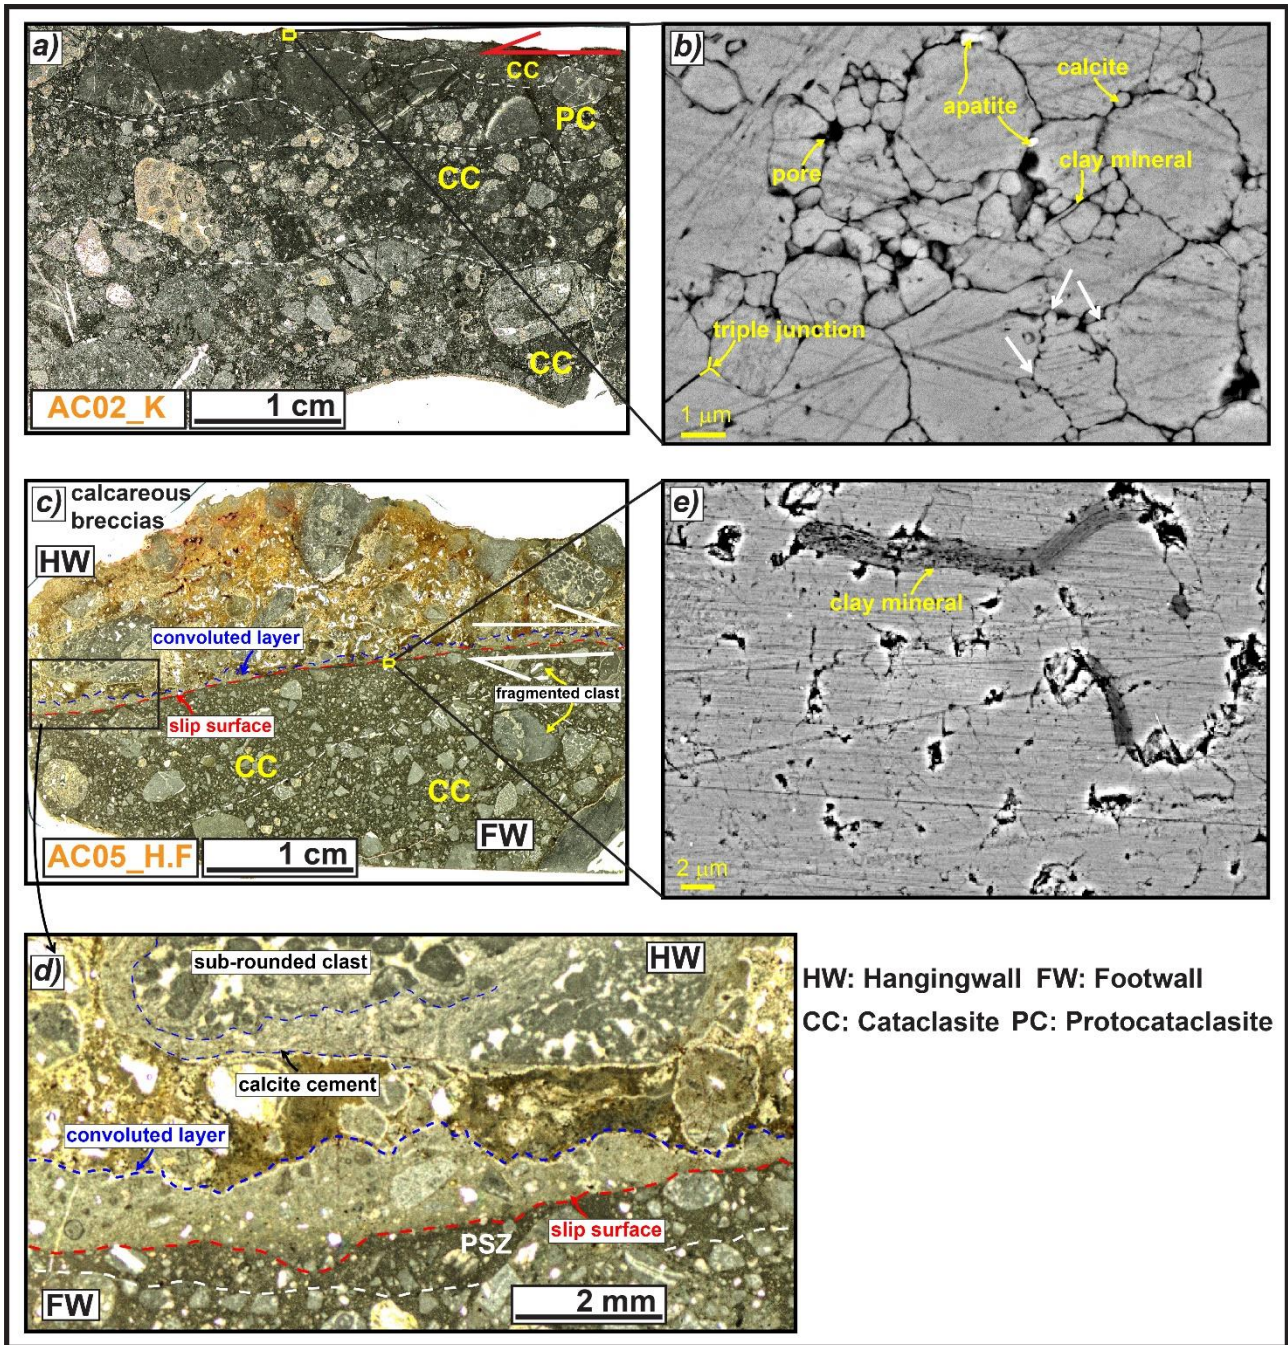 a)
CC
PC
CC
CC
AC02_K
1 cm
b)
apatite
calcite
pore
clay mineral
triple junction
1 μm
c) calcareous
breccias
HW
convoluted layer
fragmented clast
slip surface
CC
CC
FW
AC05_H.F
1 cm
e)
clay mineral
2 μm
d)
sub-rounded clast
HW
calcite cement
convoluted layer
slip surface
PSZ
FW
2 mm
HW: Hangingwall FW: Footwall
CC: Cataclasite PC: Protocataclasite